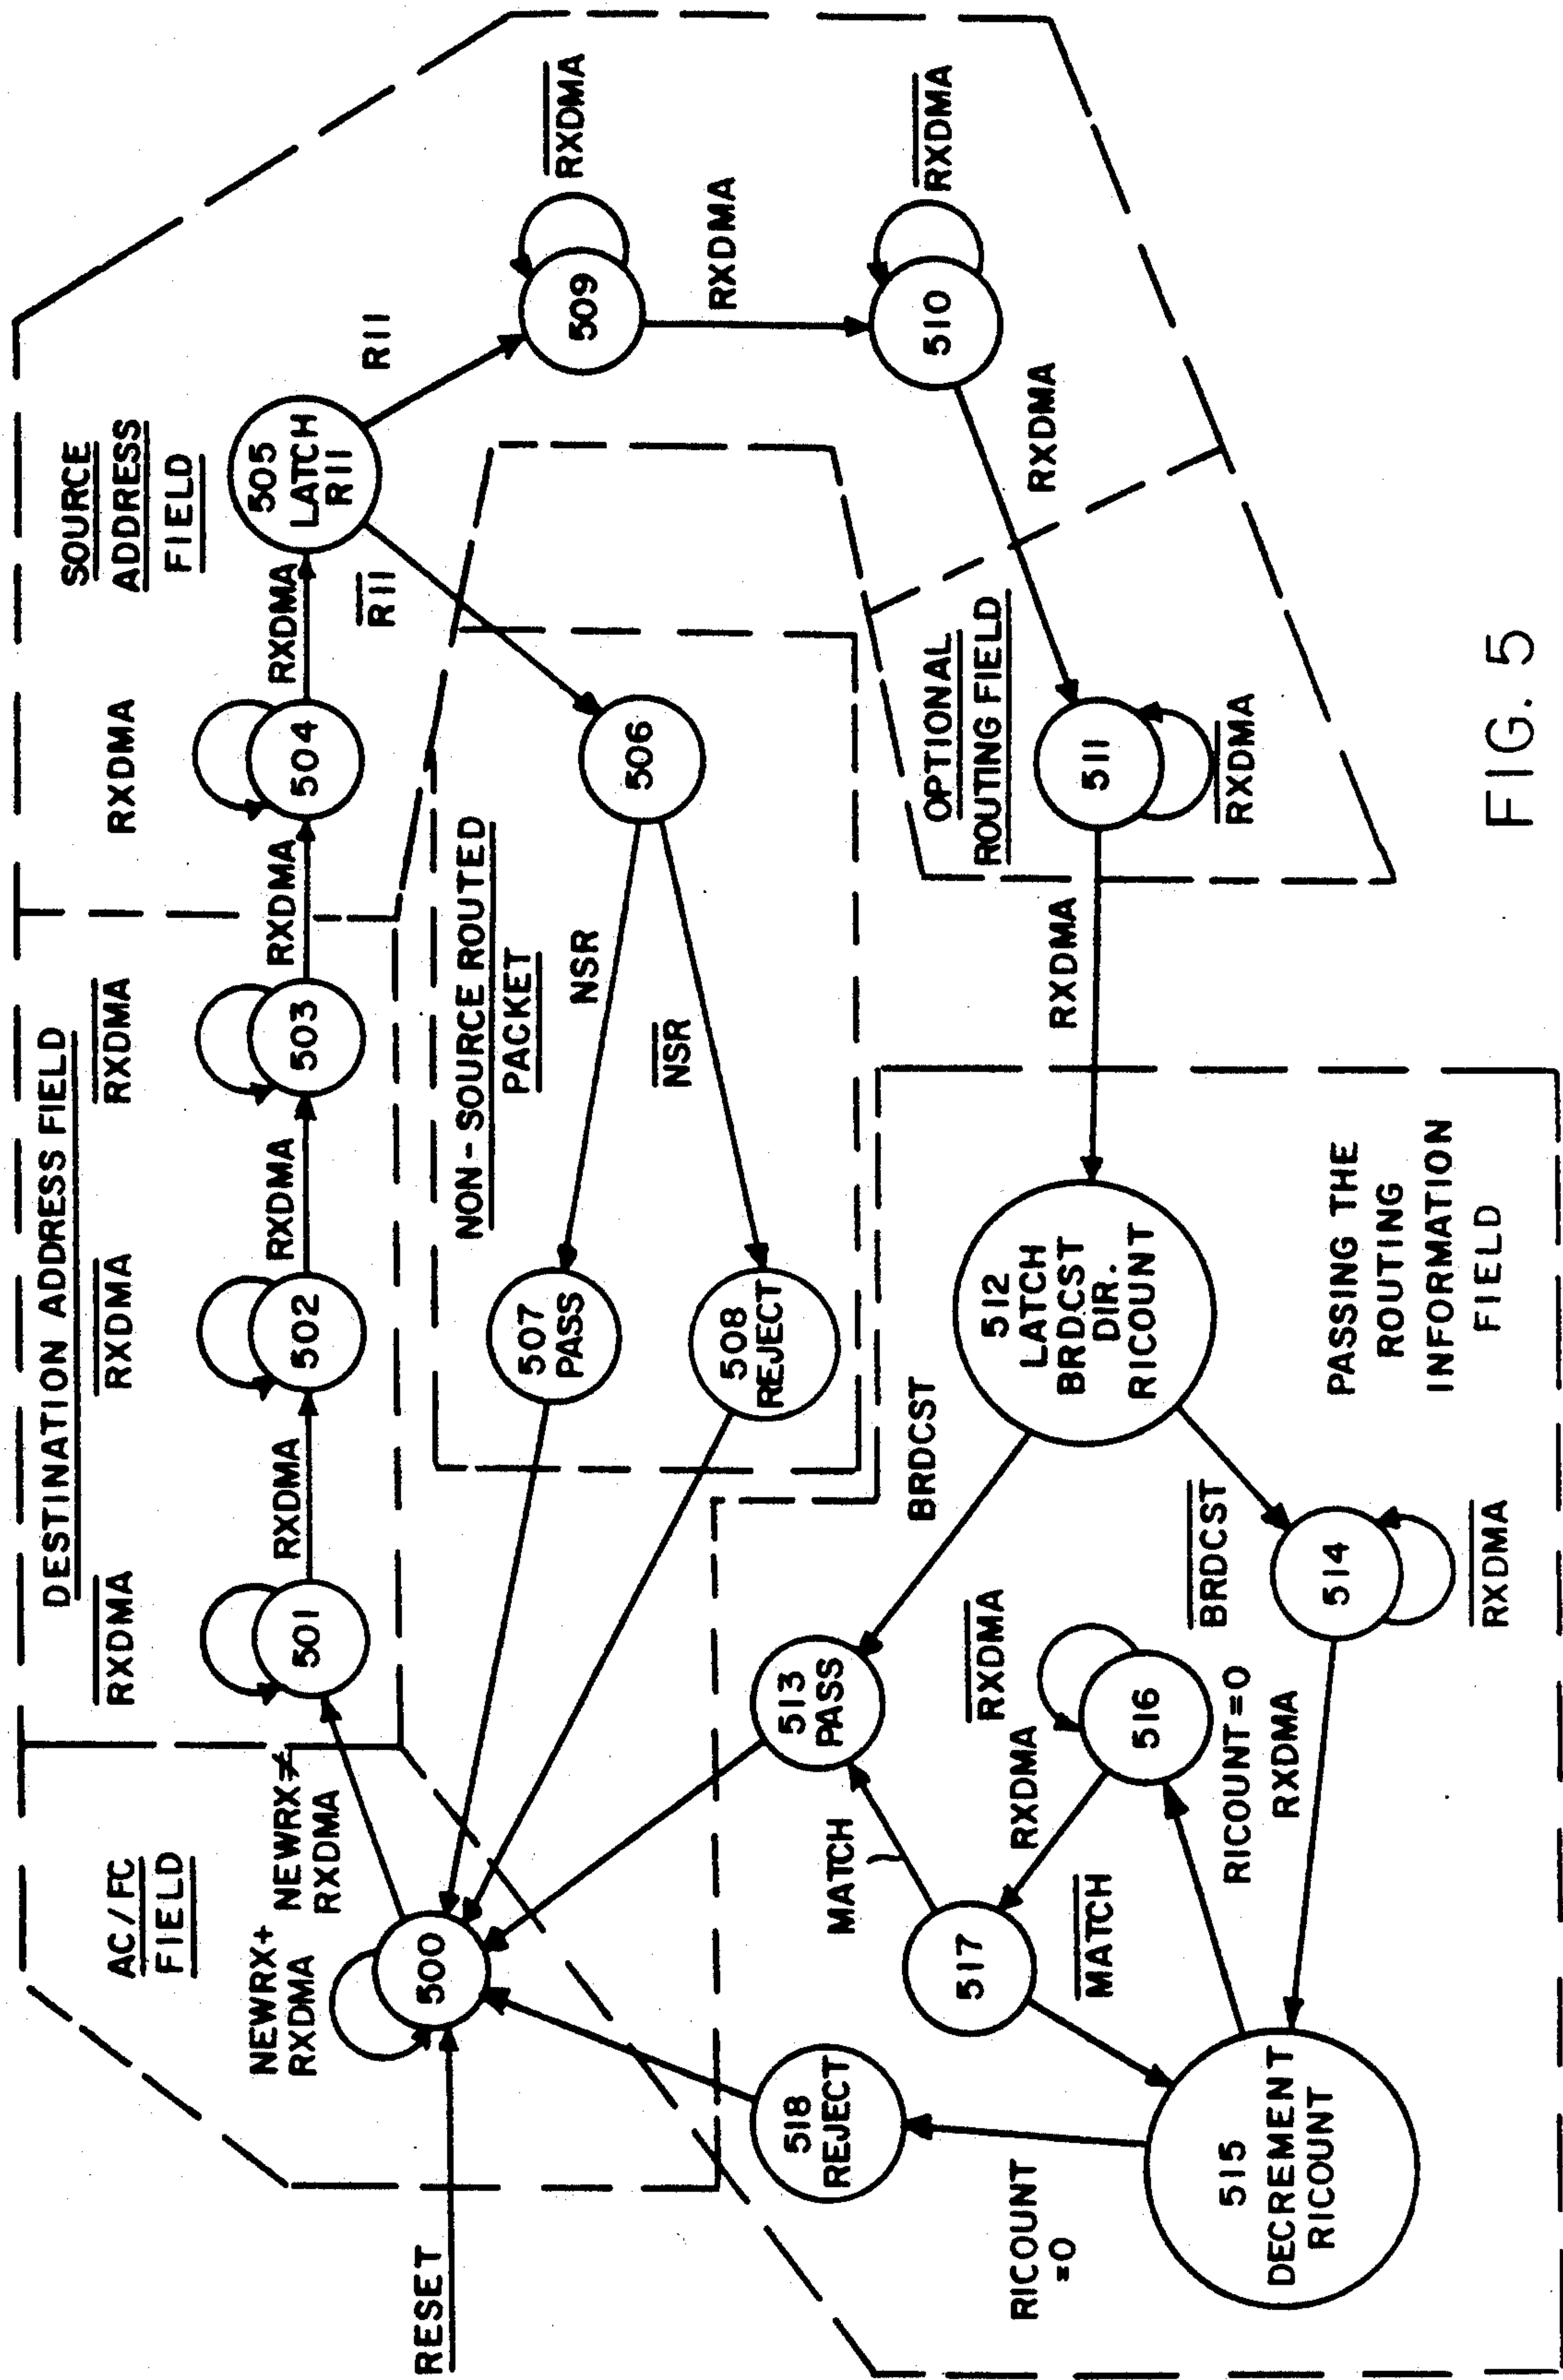 RESET
AC/FC
FIELD
NEWRX+
RXDMA
NEWRX≠
RXDMA
500
DESTINATION ADDRESS FIELD
RXDMA
RXDMA
RXDMA
501
RXDMA
502
RXDMA
503
RXDMA
SOURCE
ADDRESS
FIELD
RXDMA
504
RXDMA
505
LATCH
RII
RII
RII
NON-SOURCE ROUTED
PACKET
506
NSR
NSR
507
PASS
508
REJECT
509
RXDMA
RXDMA
510
RXDMA
RXDMA
OPTIONAL
ROUTING FIELD
511
RXDMA
RXDMA
512
LATCH
BRDCST
DIR.
RICOUNT
BRDCST
BRDCST
513
PASS
514
RXDMA
RXDMA
RICOUNT=0
516
RXDMA
RXDMA
MATCH
517
MATCH
518
REJECT
RICOUNT
=0
515
DECREMENT
RICOUNT
PASSING THE
ROUTING
INFORMATION
FIELD
FIG. 5